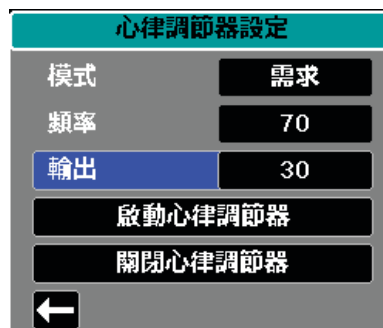 心律調節器設定
模式 需求
頻率 70
輸出 30
啟動心律調節器
關閉心律調節器